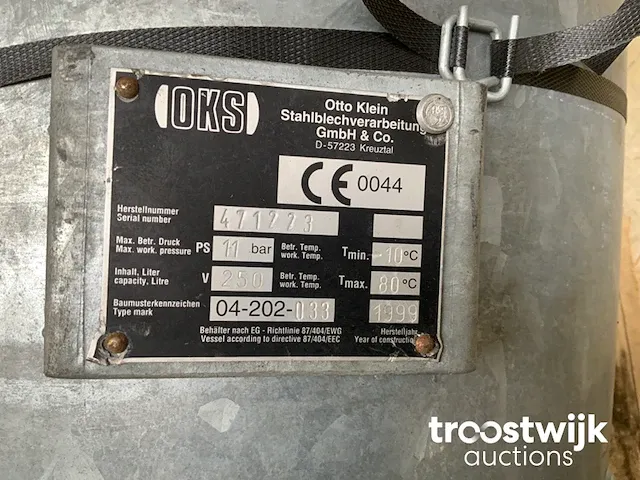 OKS
Otto Klein
Stahlblechverarbeitung
GmbH & Co.
D-57223 Kreuztal
CE 0044
Herstellnummer
Serial number
471223
Max. Betr. Druck
Max. work. pressure
PS 11 bar
Betr. Temp.
work. Temp.
Tmin. -10 °C
Inhalt, Liter
capacity, Litre
V 250
Betr. Temp.
work. Temp.
Tmax. 80 °C
Baumusterkennzeichen
Type mark
04-202-033
1999
Behälter nach EG - Richtlinie 87/404/EWG
Vessel according to directive 87/404/EEC
Herstelljahr
Year of construction
troostwijk
auctions